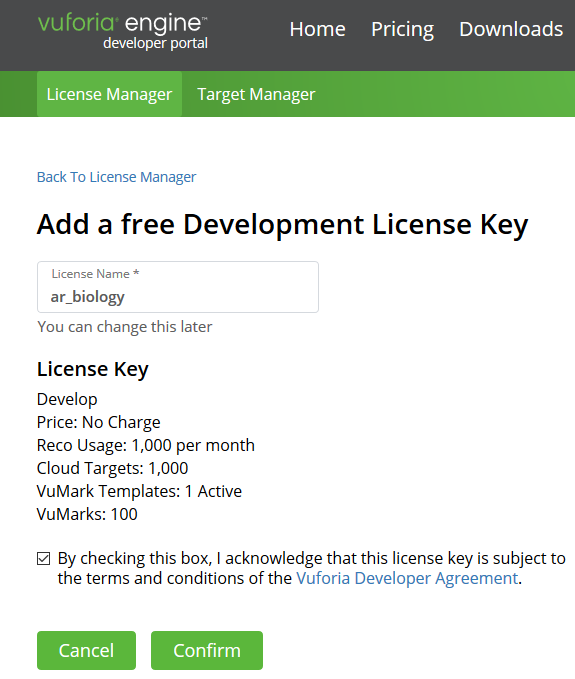 vuforia engine™
developer portal
Home Pricing Downloads
License Manager Target Manager
Back To License Manager
Add a free Development License Key
License Name *
ar_biology
You can change this later
License Key
Develop
Price: No Charge
Reco Usage: 1,000 per month
Cloud Targets: 1,000
VuMark Templates: 1 Active
VuMarks: 100
By checking this box, I acknowledge that this license key is subject to
the terms and conditions of the Vuforia Developer Agreement.
Cancel Confirm